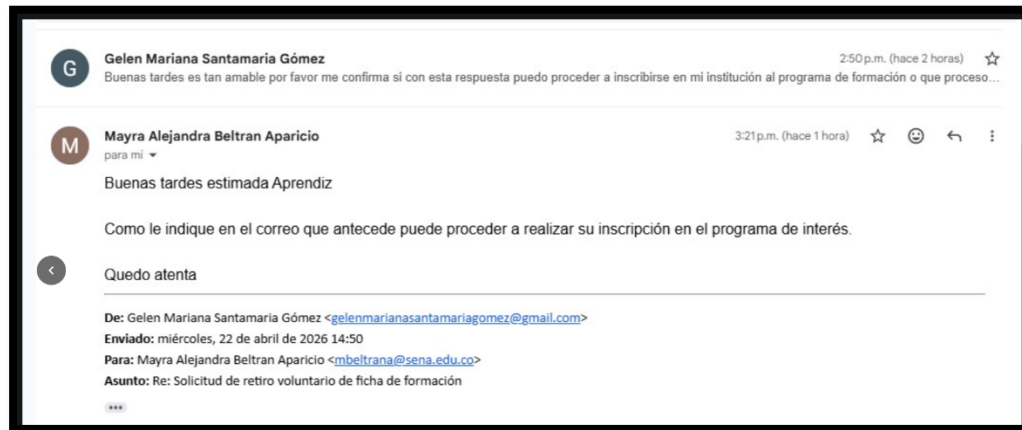 G
Gelen Mariana Santamaria Gómez
2:50 p.m. (hace 2 horas)
Buenas tardes es tan amable por favor me confirma si con esta respuesta puedo proceder a inscribirse en mi institución al programa de formación o que proceso...
M
Mayra Alejandra Beltran Aparicio
3:21 p.m. (hace 1 hora)
para mí
Buenas tardes estimada Aprendiz
Como le indique en el correo que antecede puede proceder a realizar su inscripción en el programa de interés.
Quedo atenta
De: Gelen Mariana Santamaria Gómez <gelenmarianasantamariagomez@gmail.com>
Enviado: miércoles, 22 de abril de 2026 14:50
Para: Mayra Alejandra Beltran Aparicio <mbeltrana@sena.edu.co>
Asunto: Re: Solicitud de retiro voluntario de ficha de formación